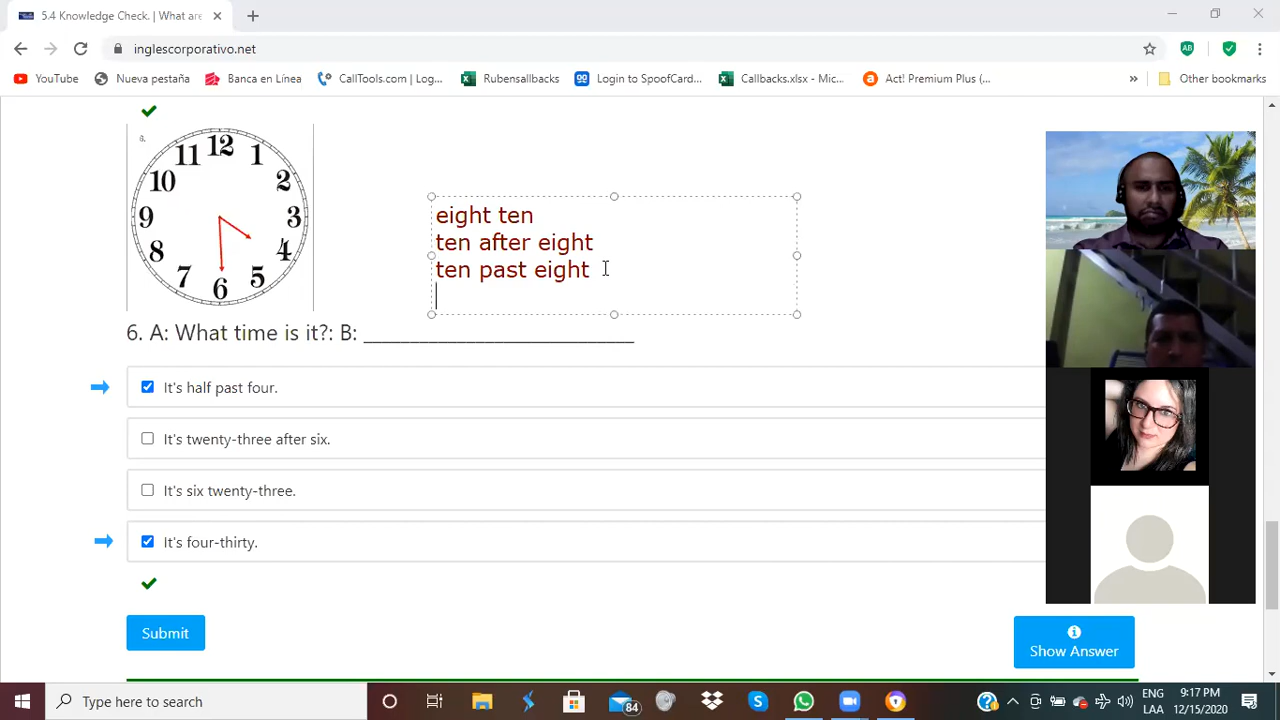 5.4 Knowledge Check. | What are
inglescorporativo.net
YouTube
Nueva pestaña
Banca en Línea
CallTools.com | Log...
Rubensallbacks
Login to SpoofCard...
Callbacks.xlsx - Mic...
Act! Premium Plus (...
»
Other bookmarks
12
11 1
10 2
9 3
8 4
7 5
6
eight ten
ten after eight
ten past eight
6. A: What time is it?: B: ___________________________
It's half past four.
It's twenty-three after six.
It's six twenty-three.
It's four-thirty.
Submit
Show Answer
Type here to search
84
ENG
LAA
9:17 PM
12/15/2020